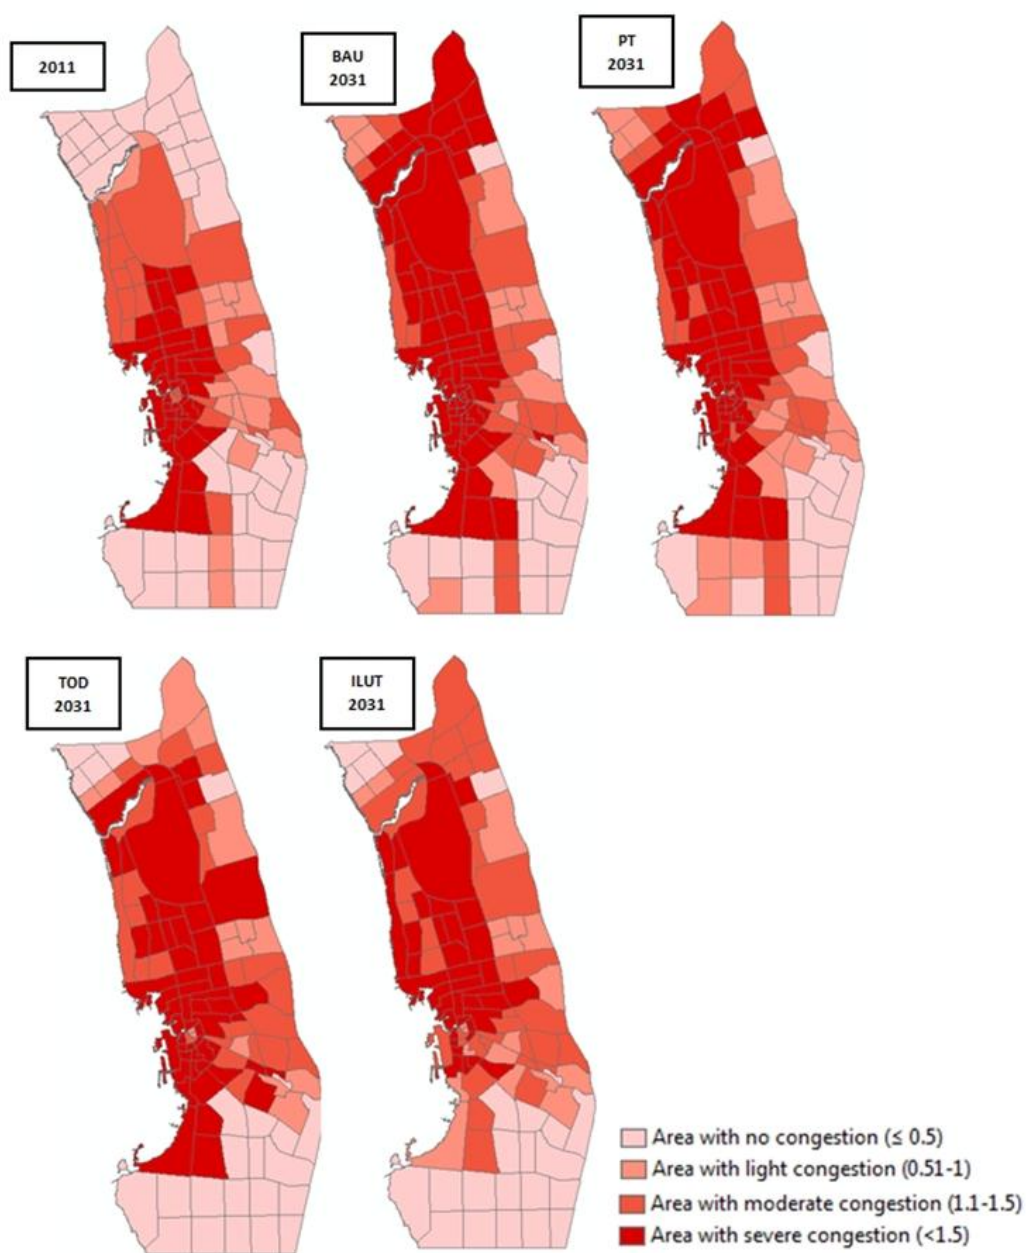 2011
BAU
2031
PT
2031
TOD
2031
ILUT
2031
Area with no congestion (≤ 0.5)
Area with light congestion (0.51-1)
Area with moderate congestion (1.1-1.5)
Area with severe congestion (<1.5)